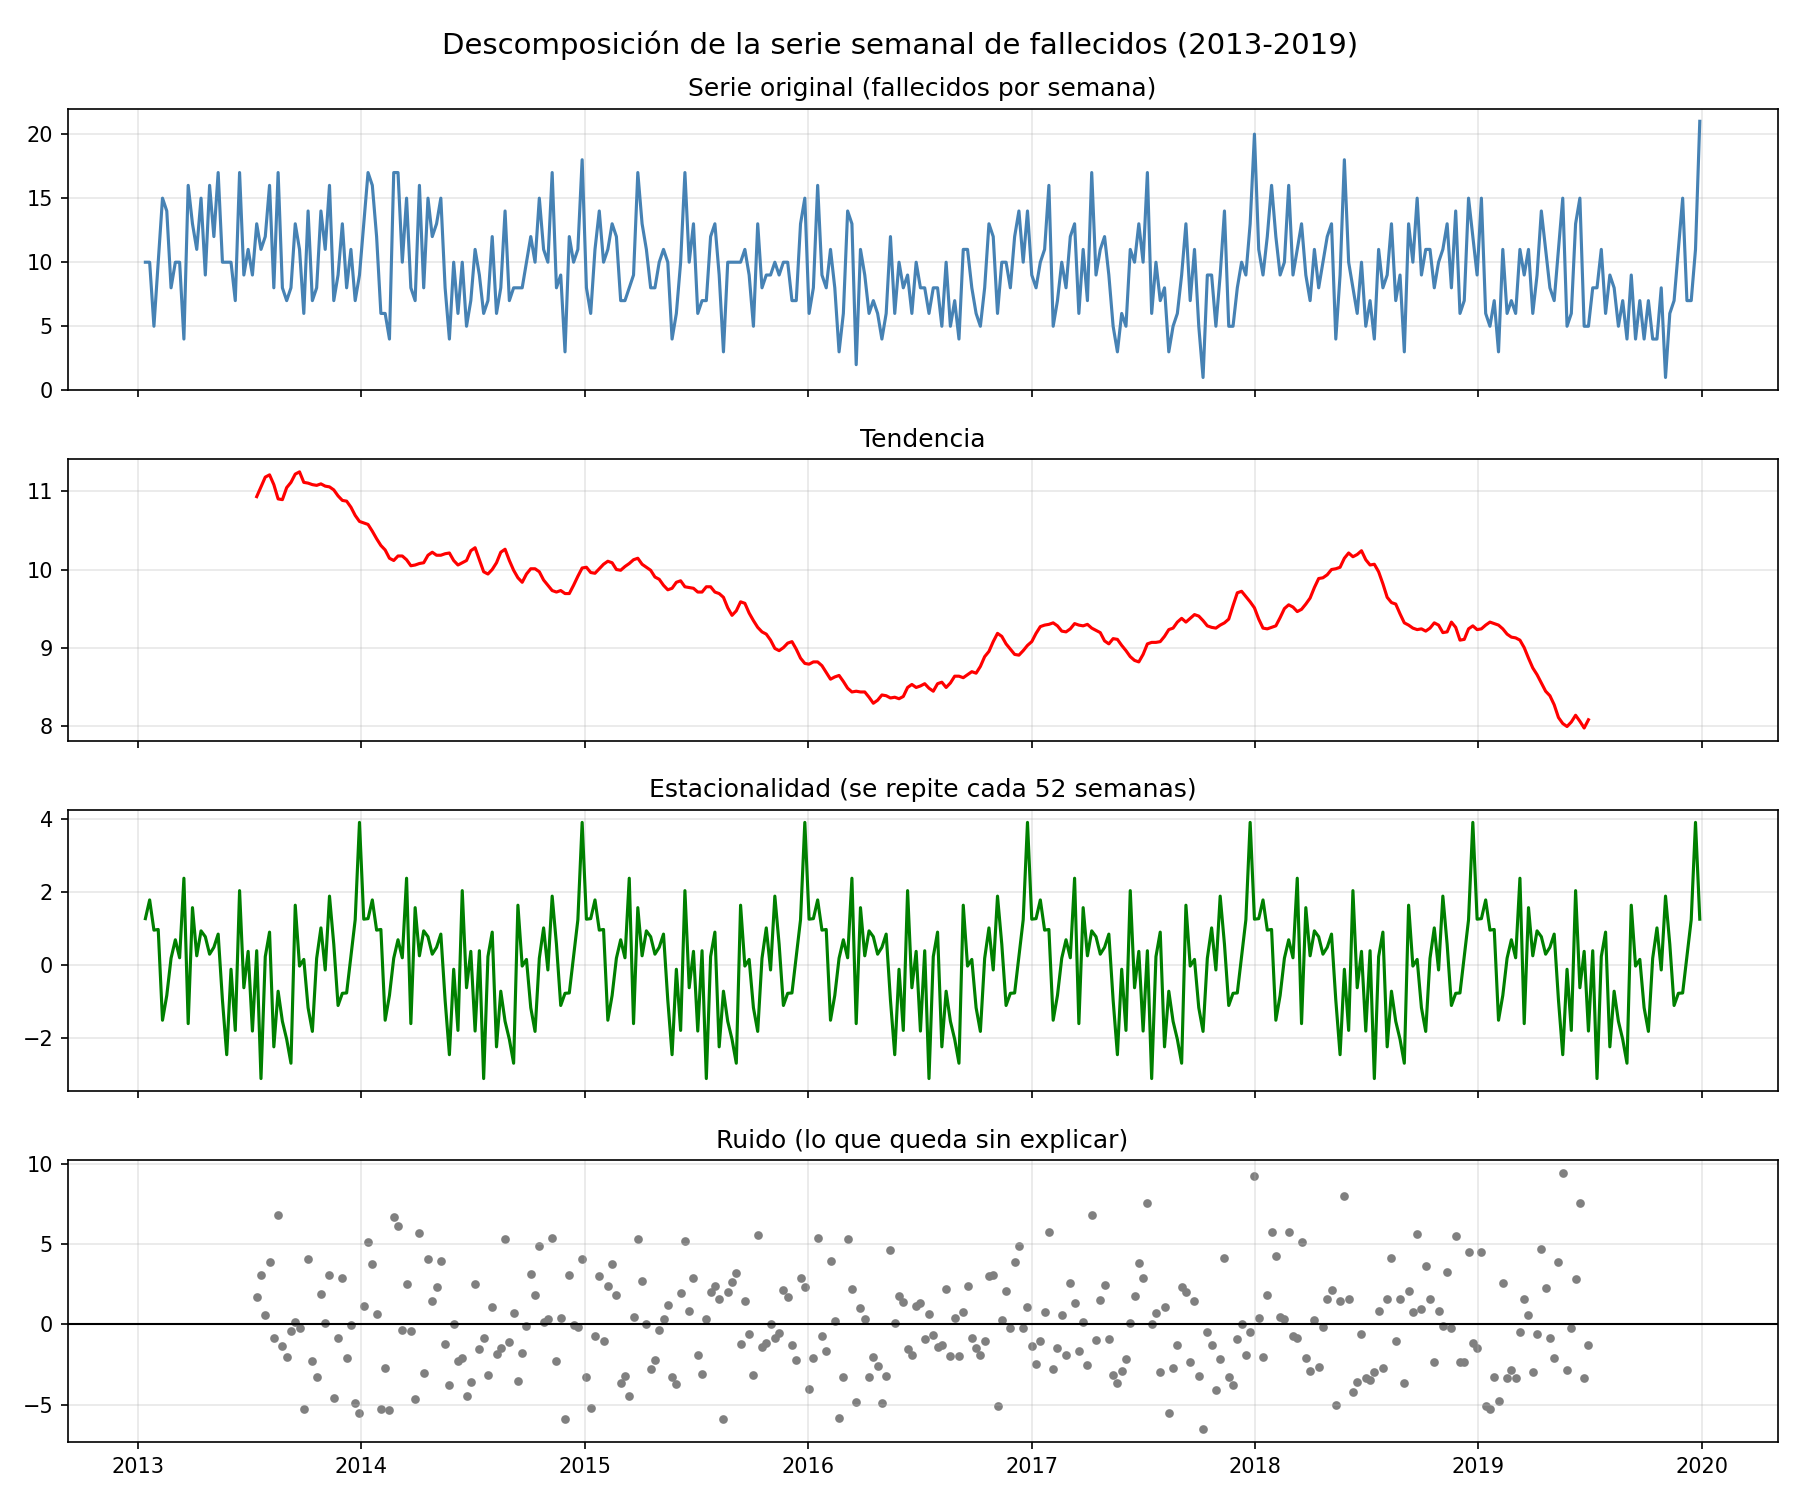 Descomposición de la serie semanal de fallecidos (2013-2019)
Serie original (fallecidos por semana)
20
15
10
5
0
Tendencia
11
10
9
8
Estacionalidad (se repite cada 52 semanas)
4
2
0
−2
Ruido (lo que queda sin explicar)
10
5
0
−5
2013 2014 2015 2016 2017 2018 2019 2020